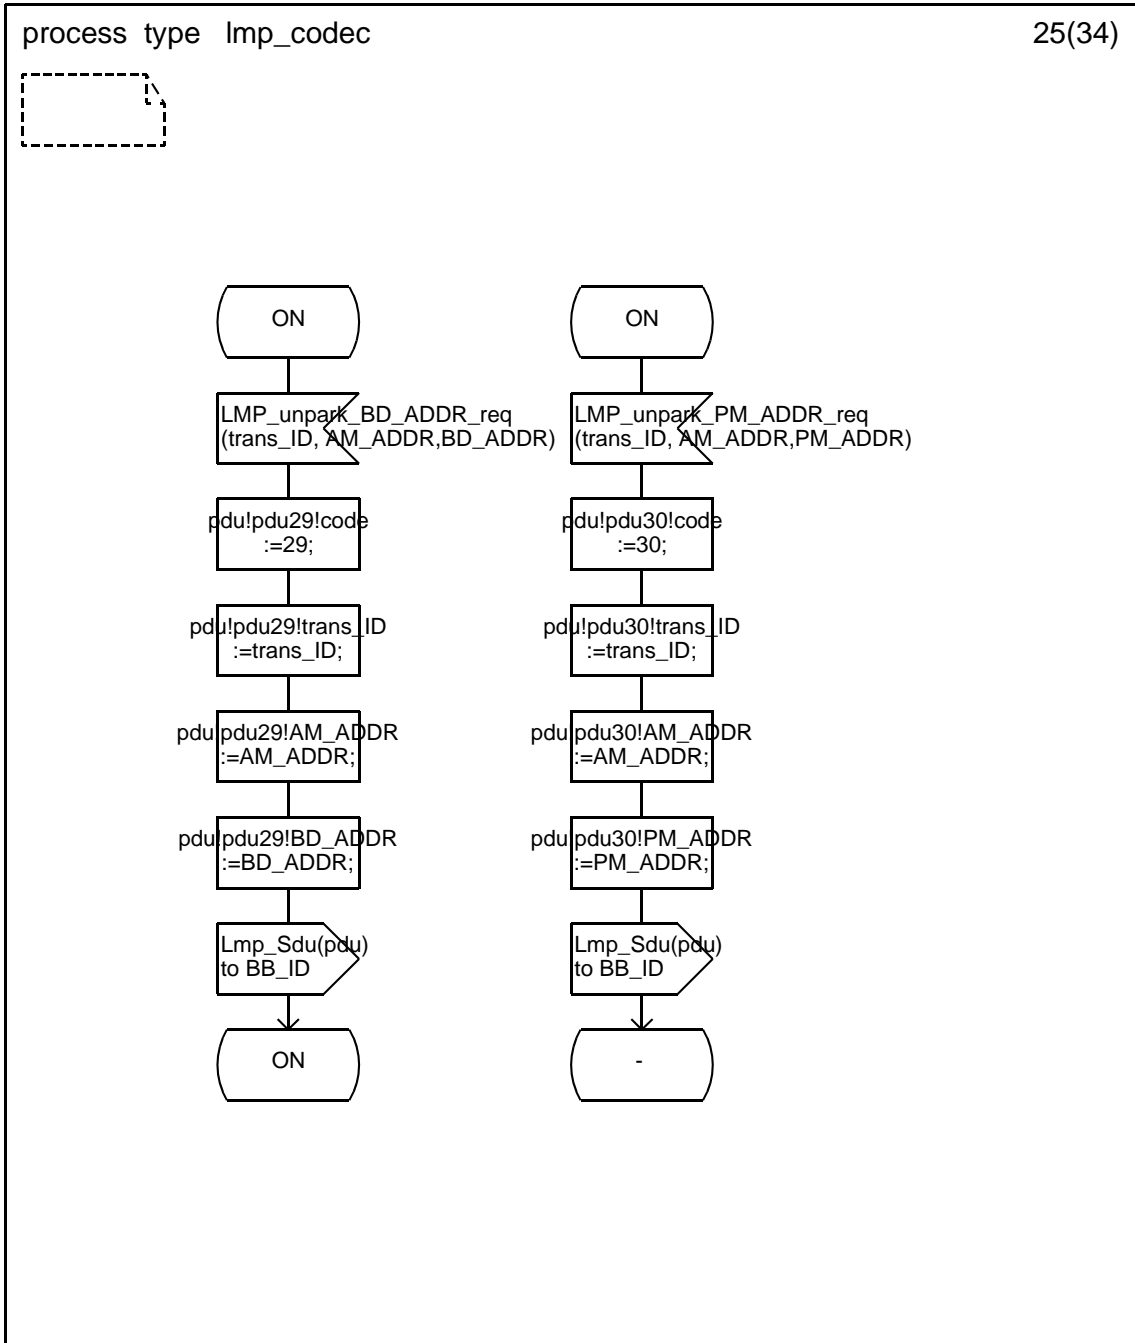 process type lmp_codec
25(34)
ON
LMP_unpark_BD_ADDR_req
(trans_ID, AM_ADDR,BD_ADDR)
pdu!pdu29!code
:=29;
pdu!pdu29!trans_ID
:=trans_ID;
pdu!pdu29!AM_ADDR
:=AM_ADDR;
pdu!pdu29!BD_ADDR
:=BD_ADDR;
Lmp_Sdu(pdu)
to BB_ID
ON
ON
LMP_unpark_PM_ADDR_req
(trans_ID, AM_ADDR,PM_ADDR)
pdu!pdu30!code
:=30;
pdu!pdu30!trans_ID
:=trans_ID;
pdu!pdu30!AM_ADDR
:=AM_ADDR;
pdu!pdu30!PM_ADDR
:=PM_ADDR;
Lmp_Sdu(pdu)
to BB_ID
-